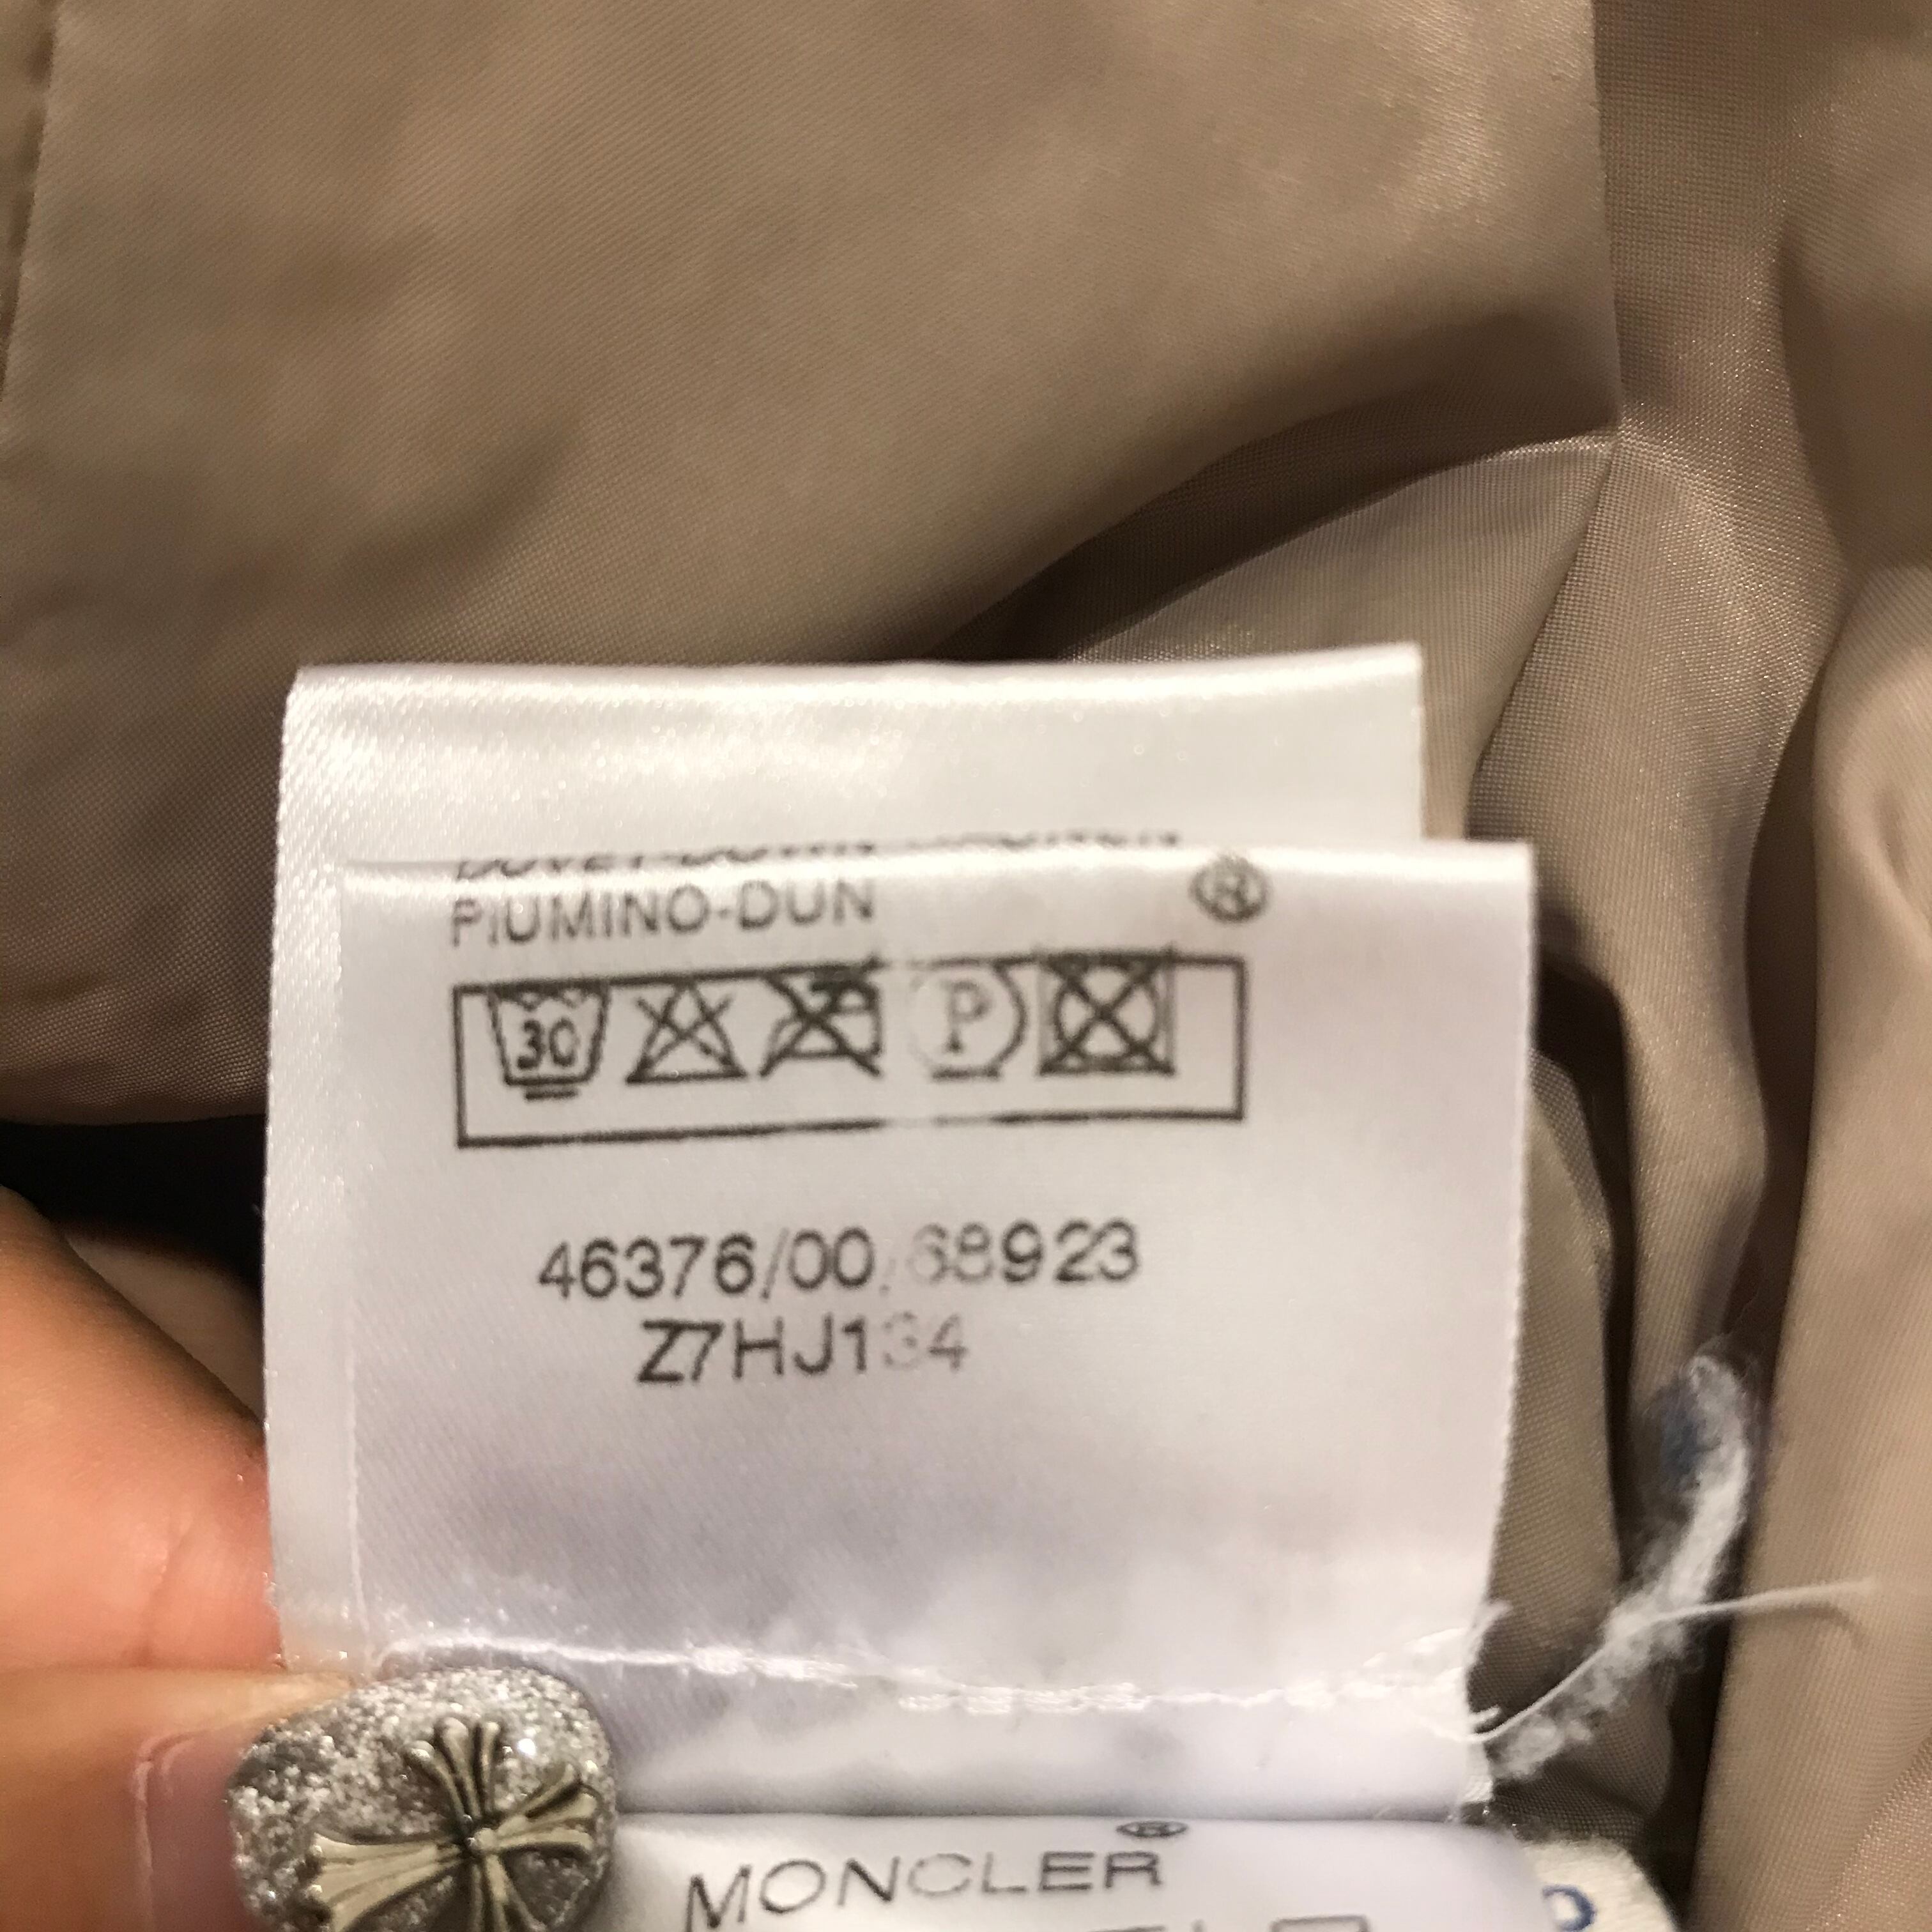 PIUMINO-DUN
®
30 P
46376/00/68923
Z7HJ134
MONCLER®